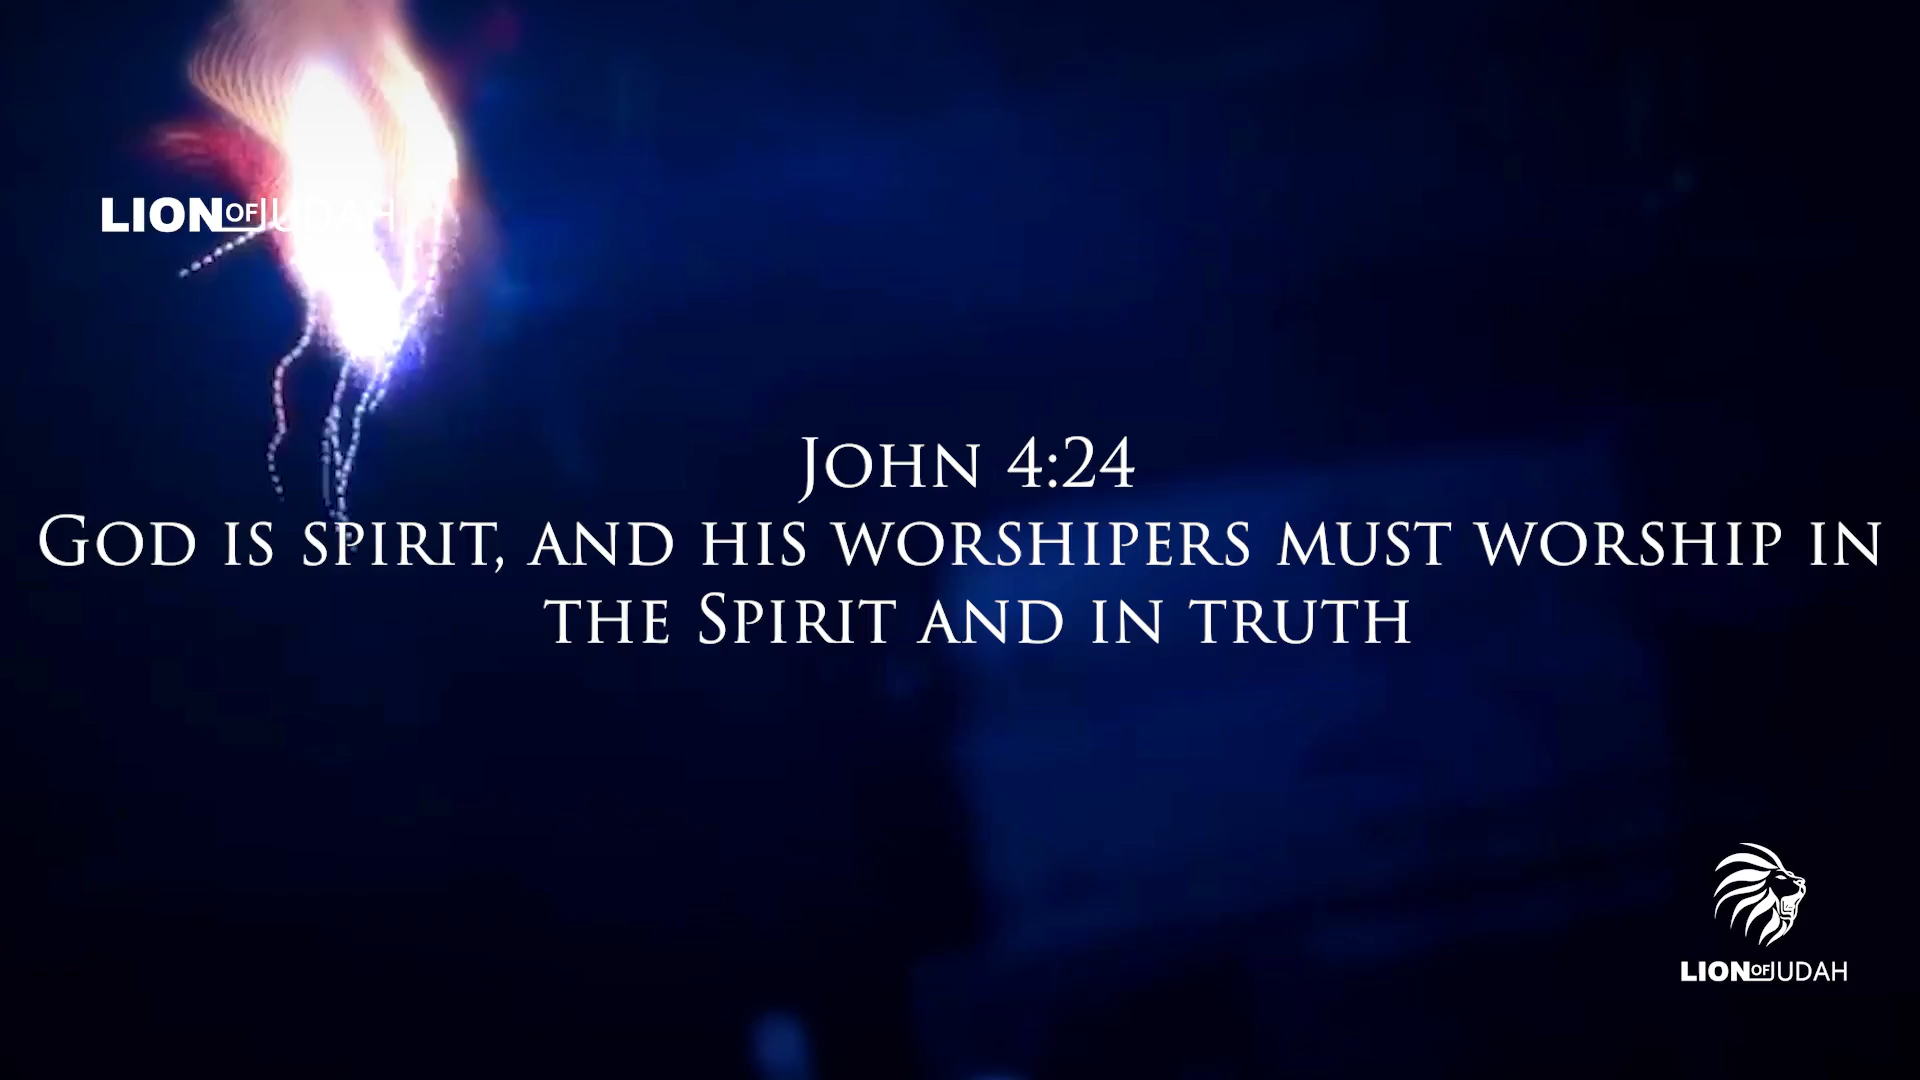 LION OF JUDAH
John 4:24
God is spirit, and his worshipers must worship in
the Spirit and in truth
LION OF JUDAH